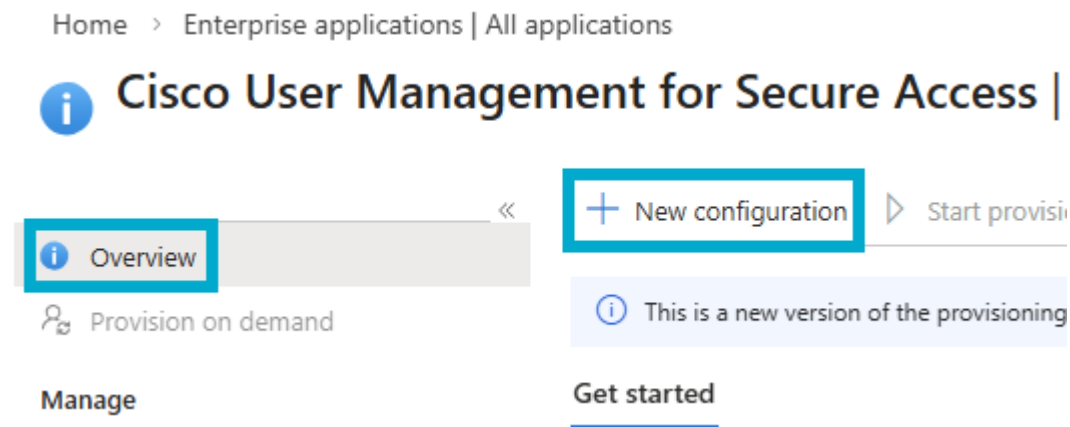 Home > Enterprise applications | All applications
Cisco User Management for Secure Access |
«
+ New configuration
Start provisi
Overview
This is a new version of the provisioning
Provision on demand
Get started
Manage